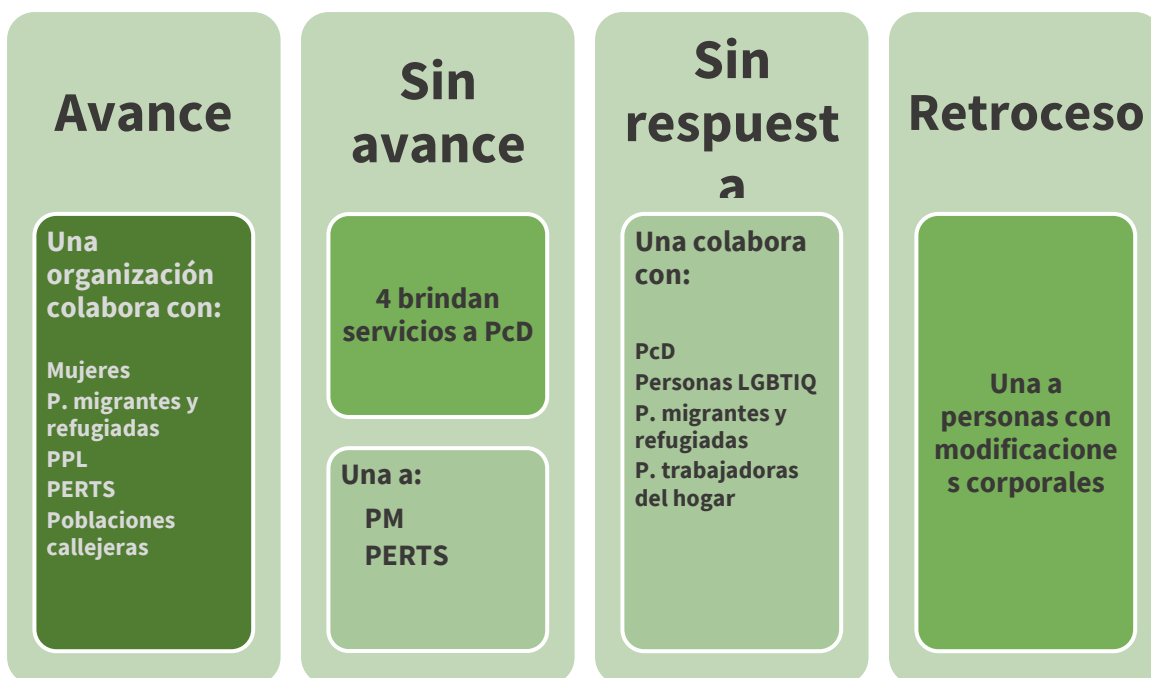 Avance
Una
organización
colabora con:
Mujeres
P. migrantes y
refugiadas
PPL
PERTS
Poblaciones
callejeras
Sin
avance
4 brindan
servicios a PcD
Una a:
PM
PERTS
Sin
respuest
a
Una colabora
con:
PcD
Personas LGBTIQ
P. migrantes y
refugiadas
P. trabajadoras
del hogar
Retroceso
Una a
personas con
modificacione
s corporales